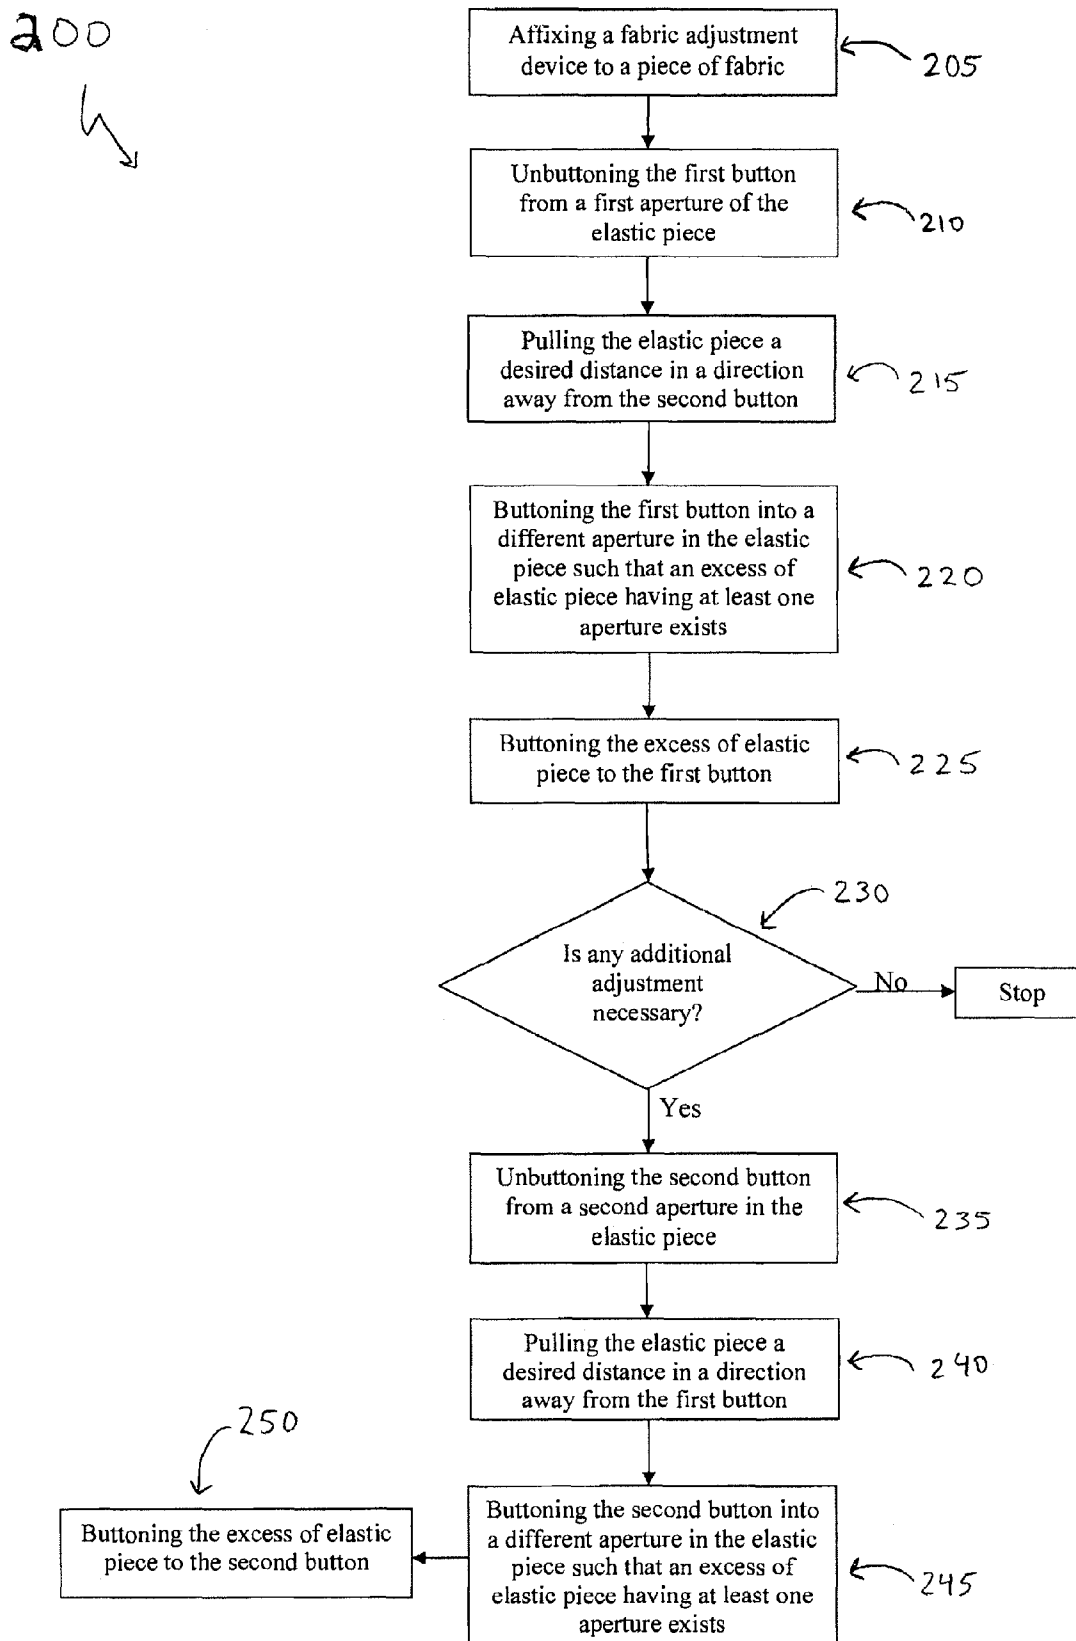 200
Affixing a fabric adjustment
device to a piece of fabric
205
Unbuttoning the first button
from a first aperture of the
elastic piece
210
Pulling the elastic piece a
desired distance in a direction
away from the second button
215
Buttoning the first button into a
different aperture in the elastic
piece such that an excess of
elastic piece having at least one
aperture exists
220
Buttoning the excess of elastic
piece to the first button
225
230
Is any additional
adjustment
necessary?
No
Stop
Yes
Unbuttoning the second button
from a second aperture in the
elastic piece
235
Pulling the elastic piece a
desired distance in a direction
away from the first button
240
250
Buttoning the excess of elastic
piece to the second button
Buttoning the second button into
a different aperture in the elastic
piece such that an excess of
elastic piece having at least one
aperture exists
245